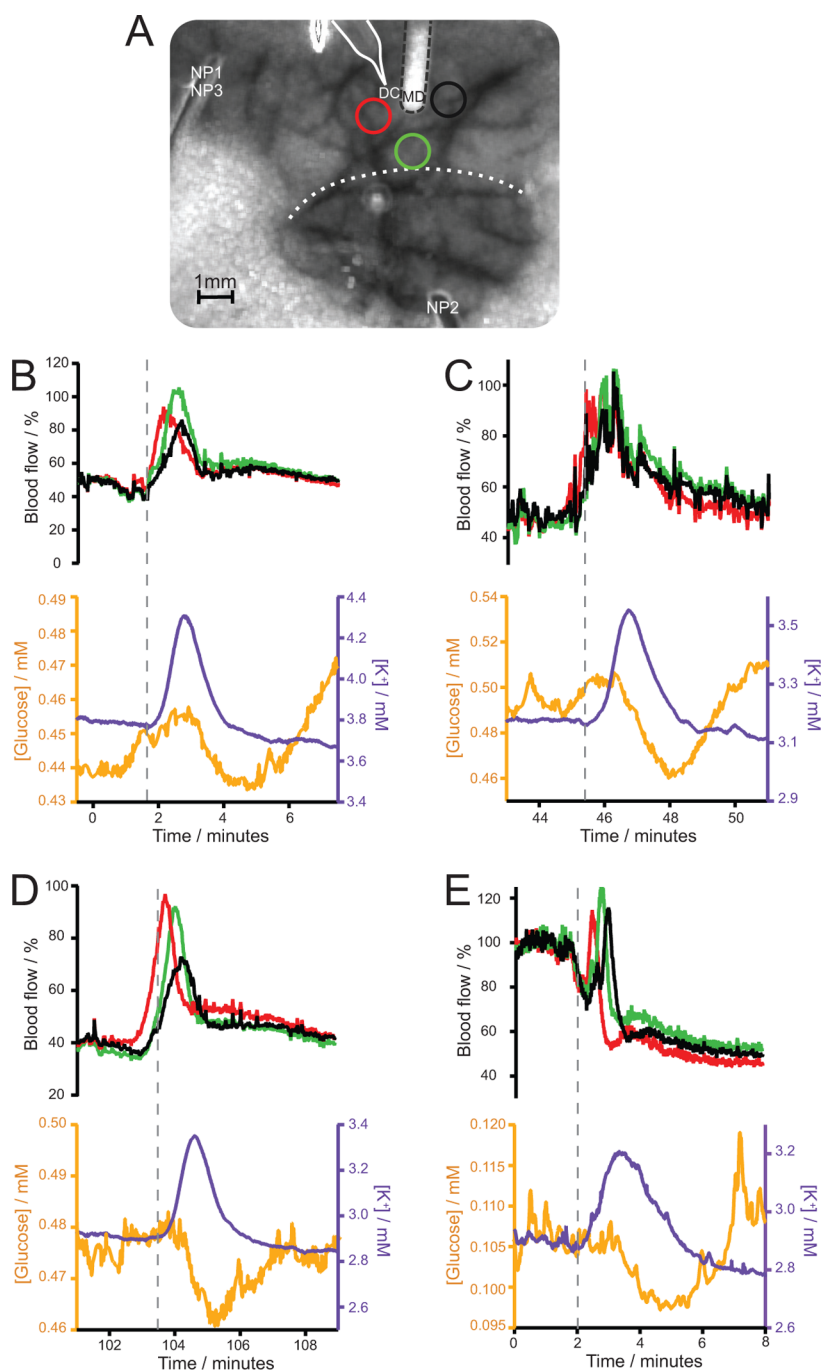 A
NP1
NP3
DC
MD
1mm
NP2
B
120
100
80
60
40
20
0
Blood flow / %
0.49
0.48
0.47
0.46
0.45
0.44
0.43
[Glucose] / mM
4.4
4.2
4.0
3.8
3.6
3.4
[K⁺] / mM
0 2 4 6
Time / minutes
C
100
80
60
40
Blood flow / %
0.54
0.52
0.50
0.48
0.46
[Glucose] / mM
3.5
3.3
3.1
2.9
[K⁺] / mM
44 46 48 50
Time / minutes
D
100
80
60
40
20
Blood flow / %
0.50
0.49
0.48
0.47
0.46
[Glucose] / mM
3.4
3.2
3.0
2.8
2.6
[K⁺] / mM
102 104 106 108
Time / minutes
E
120
100
80
60
40
Blood flow / %
0.120
0.115
0.110
0.105
0.100
0.095
[Glucose] / mM
3.2
3.0
2.8
2.6
[K⁺] / mM
0 2 4 6 8
Time / minutes